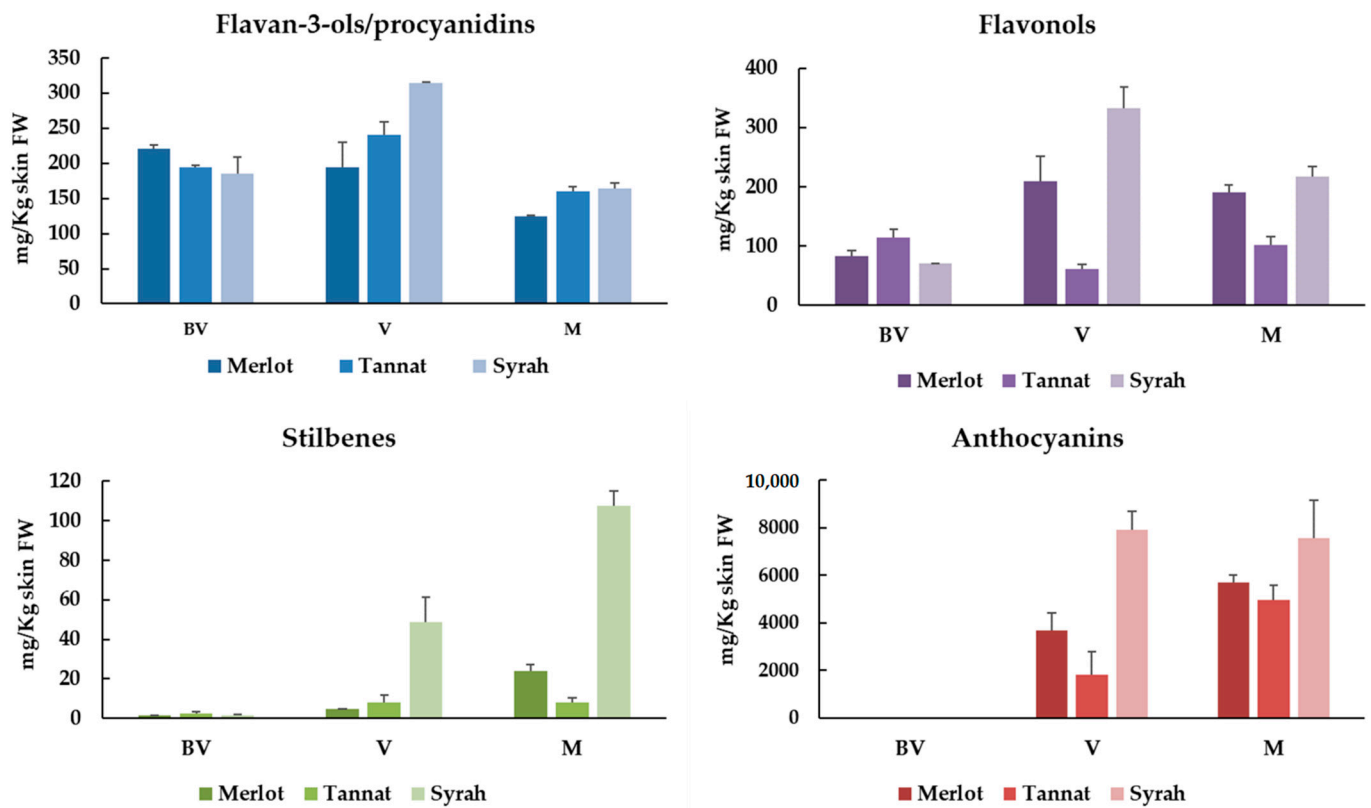 Flavan-3-ols/procyanidins
mg/Kg skin FW
350
300
250
200
150
100
50
0
BV V M
Merlot Tannat Syrah
Flavonols
mg/Kg skin FW
400
300
200
100
0
BV V M
Merlot Tannat Syrah
Stilbenes
mg/Kg skin FW
120
100
80
60
40
20
0
BV V M
Merlot Tannat Syrah
Anthocyanins
mg/Kg skin FW
10,000
8000
6000
4000
2000
0
BV V M
Merlot Tannat Syrah